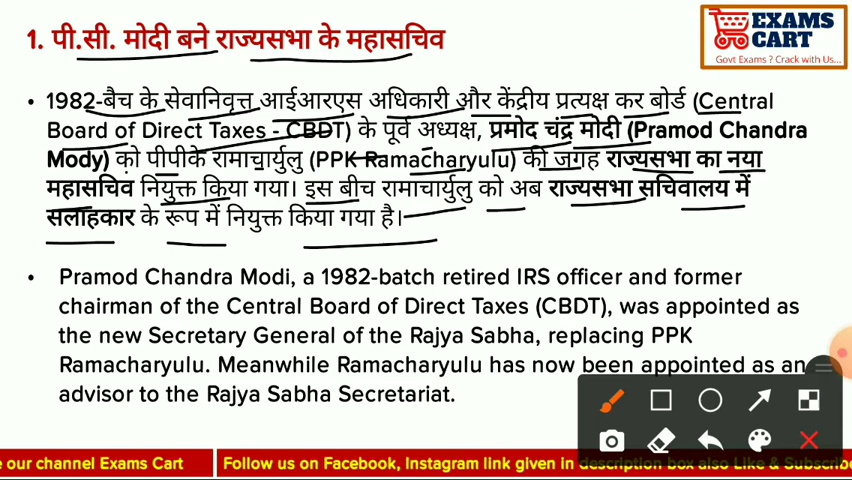 1. पी.सी. मोदी बने राज्यसभा के महासचिव
EXAMS
CART
Govt Exams ? Crack with Us...
• 1982-बैच के सेवानिवृत्त आईआरएस अधिकारी और केंद्रीय प्रत्यक्ष कर बोर्ड (Central
Board of Direct Taxes - CBDT) के पूर्व अध्यक्ष, प्रमोद चंद्र मोदी (Pramod Chandra
Mody) को पीपीके रामाचार्युलु (PPK Ramacharyulu) की जगह राज्यसभा का नया
महासचिव नियुक्त किया गया। इस बीच रामाचार्युलु को अब राज्यसभा सचिवालय में
सलाहकार के रूप में नियुक्त किया गया है।
• Pramod Chandra Modi, a 1982-batch retired IRS officer and former
chairman of the Central Board of Direct Taxes (CBDT), was appointed as
the new Secretary General of the Rajya Sabha, replacing PPK
Ramacharyulu. Meanwhile Ramacharyulu has now been appointed as an
advisor to the Rajya Sabha Secretariat.
e our channel Exams Cart
Follow us on Facebook, Instagram link given in description box also Like & Subscribe